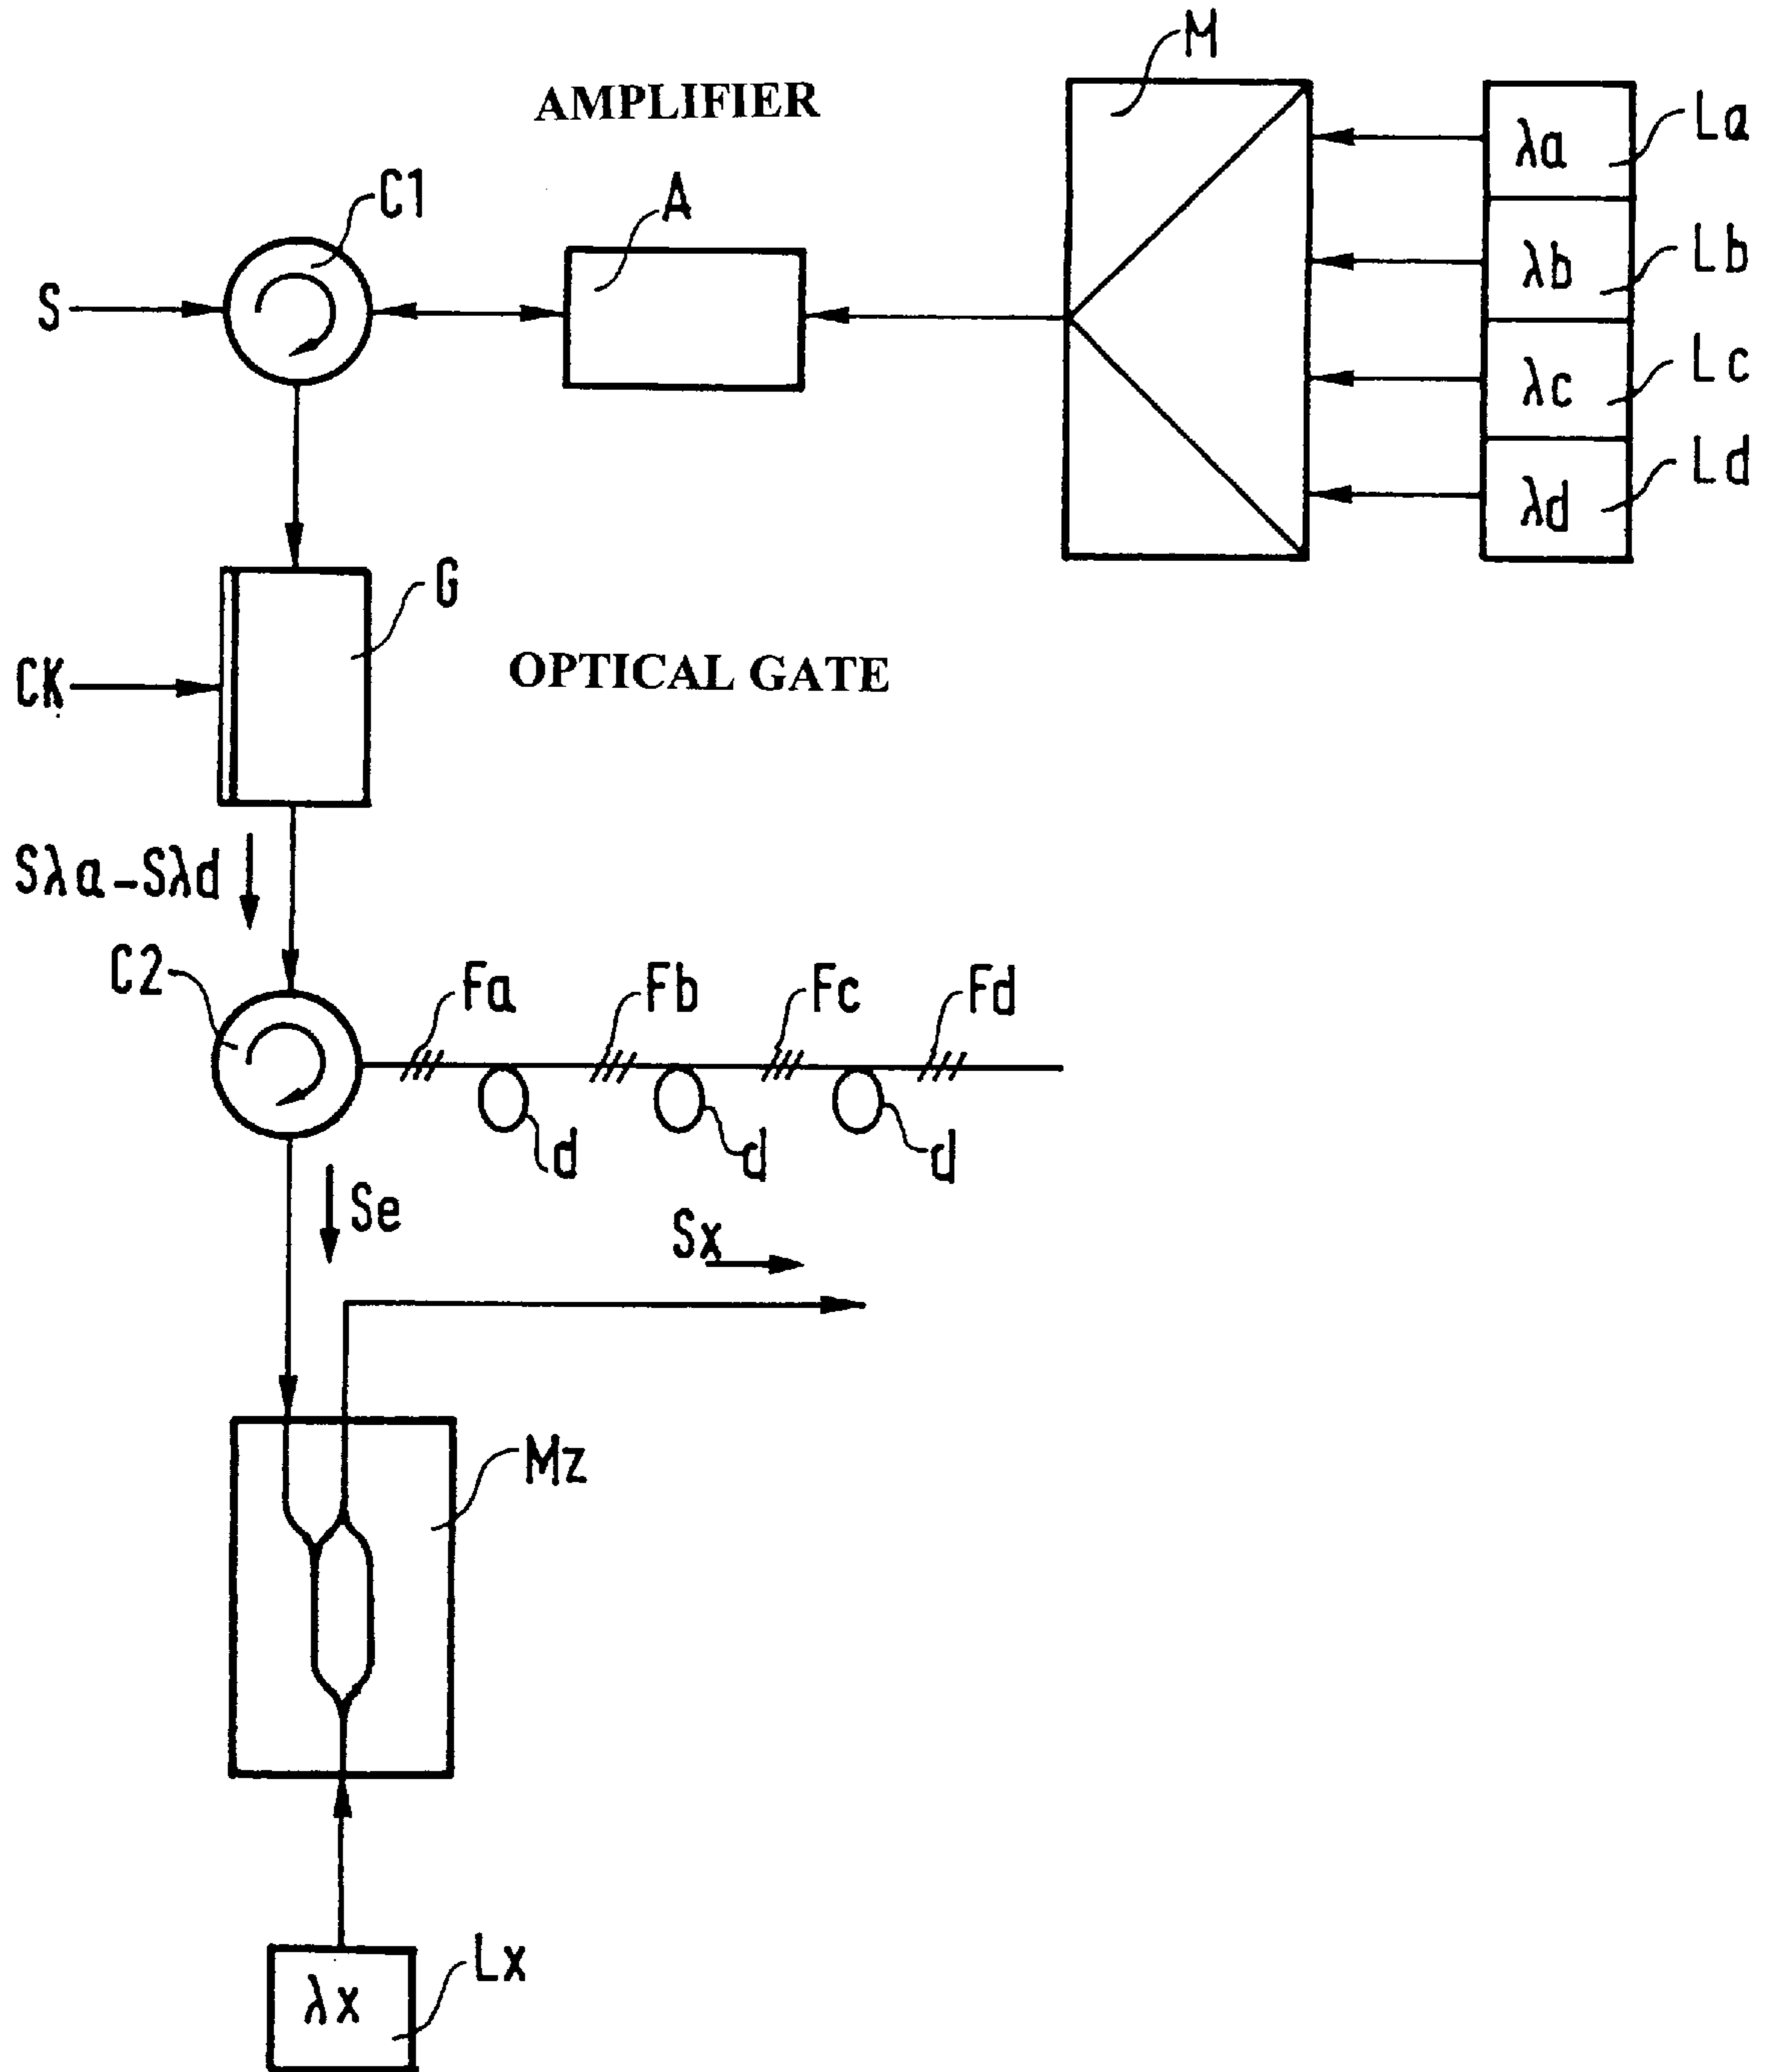 M
AMPLIFIER
La
λa
C1
A
S
Lb
λb
Lc
λc
Ld
λd
G
OPTICAL GATE
CK
Sλa-Sλd
C2
Fa
Fb
Fc
Fd
d
d
d
Se
Sx
Mz
Lx
λx